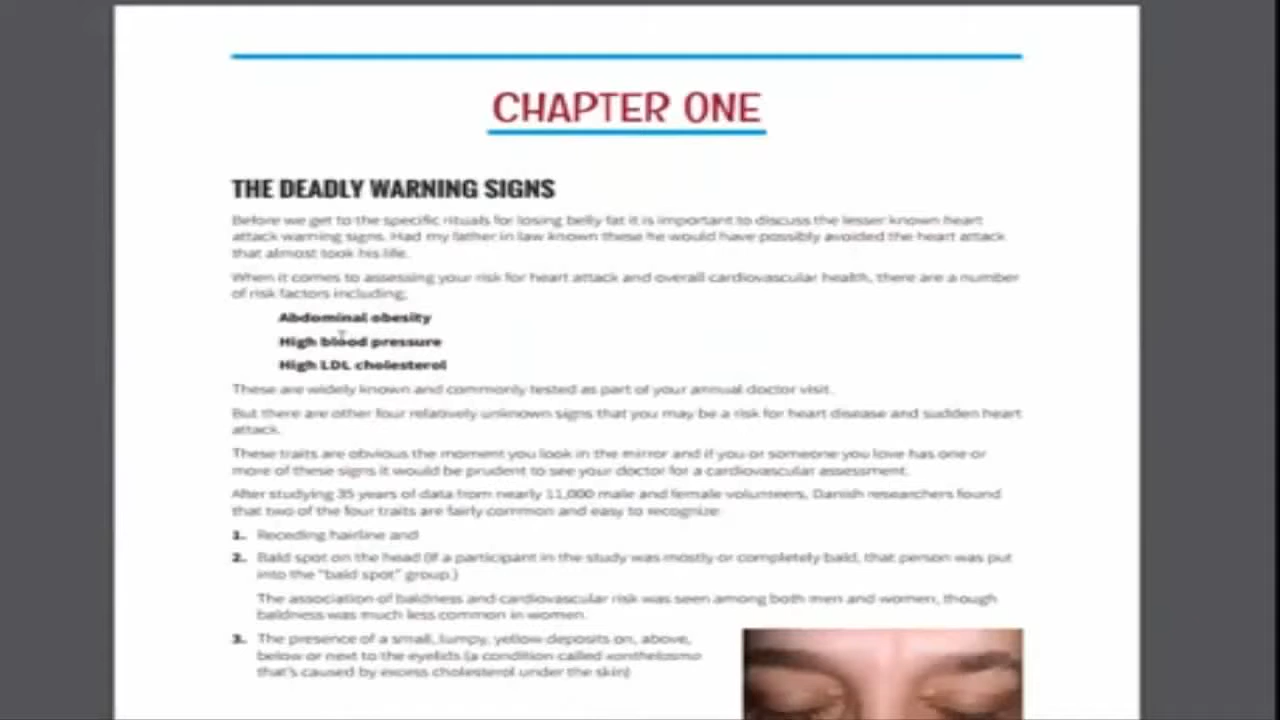 CHAPTER ONE
THE DEADLY WARNING SIGNS
Before we get to the specific rituals for losing belly fat it is important to discuss the lesser known heart
attack warning signs. Had my father in law known these he would have possibly avoided the heart attack
that almost took his life.
When it comes to assessing your risk for heart attack and overall cardiovascular health, there are a number
of risk factors including;
Abdominal obesity
High blood pressure
High LDL cholesterol
These are widely known and commonly tested as part of your annual doctor visit.
But there are other four relatively unknown signs that you may be a risk for heart disease and sudden heart
attack.
These traits are obvious the moment you look in the mirror and if you or someone you love has one or
more of these signs it would be prudent to see your doctor for a cardiovascular assessment.
After studying 35 years of data from nearly 11,000 male and female volunteers, Danish researchers found
that two of the four traits are fairly common and easy to recognize:
1. Receding hairline and
2. Bald spot on the head (If a participant in the study was mostly or completely bald, that person was put
into the "bald spot" group.)
The association of baldness and cardiovascular risk was seen among both men and women, though
baldness was much less common in women.
3. The presence of a small, lumpy, yellow deposits on, above,
below or next to the eyelids (a condition called xanthelasma
that's caused by excess cholesterol under the skin)